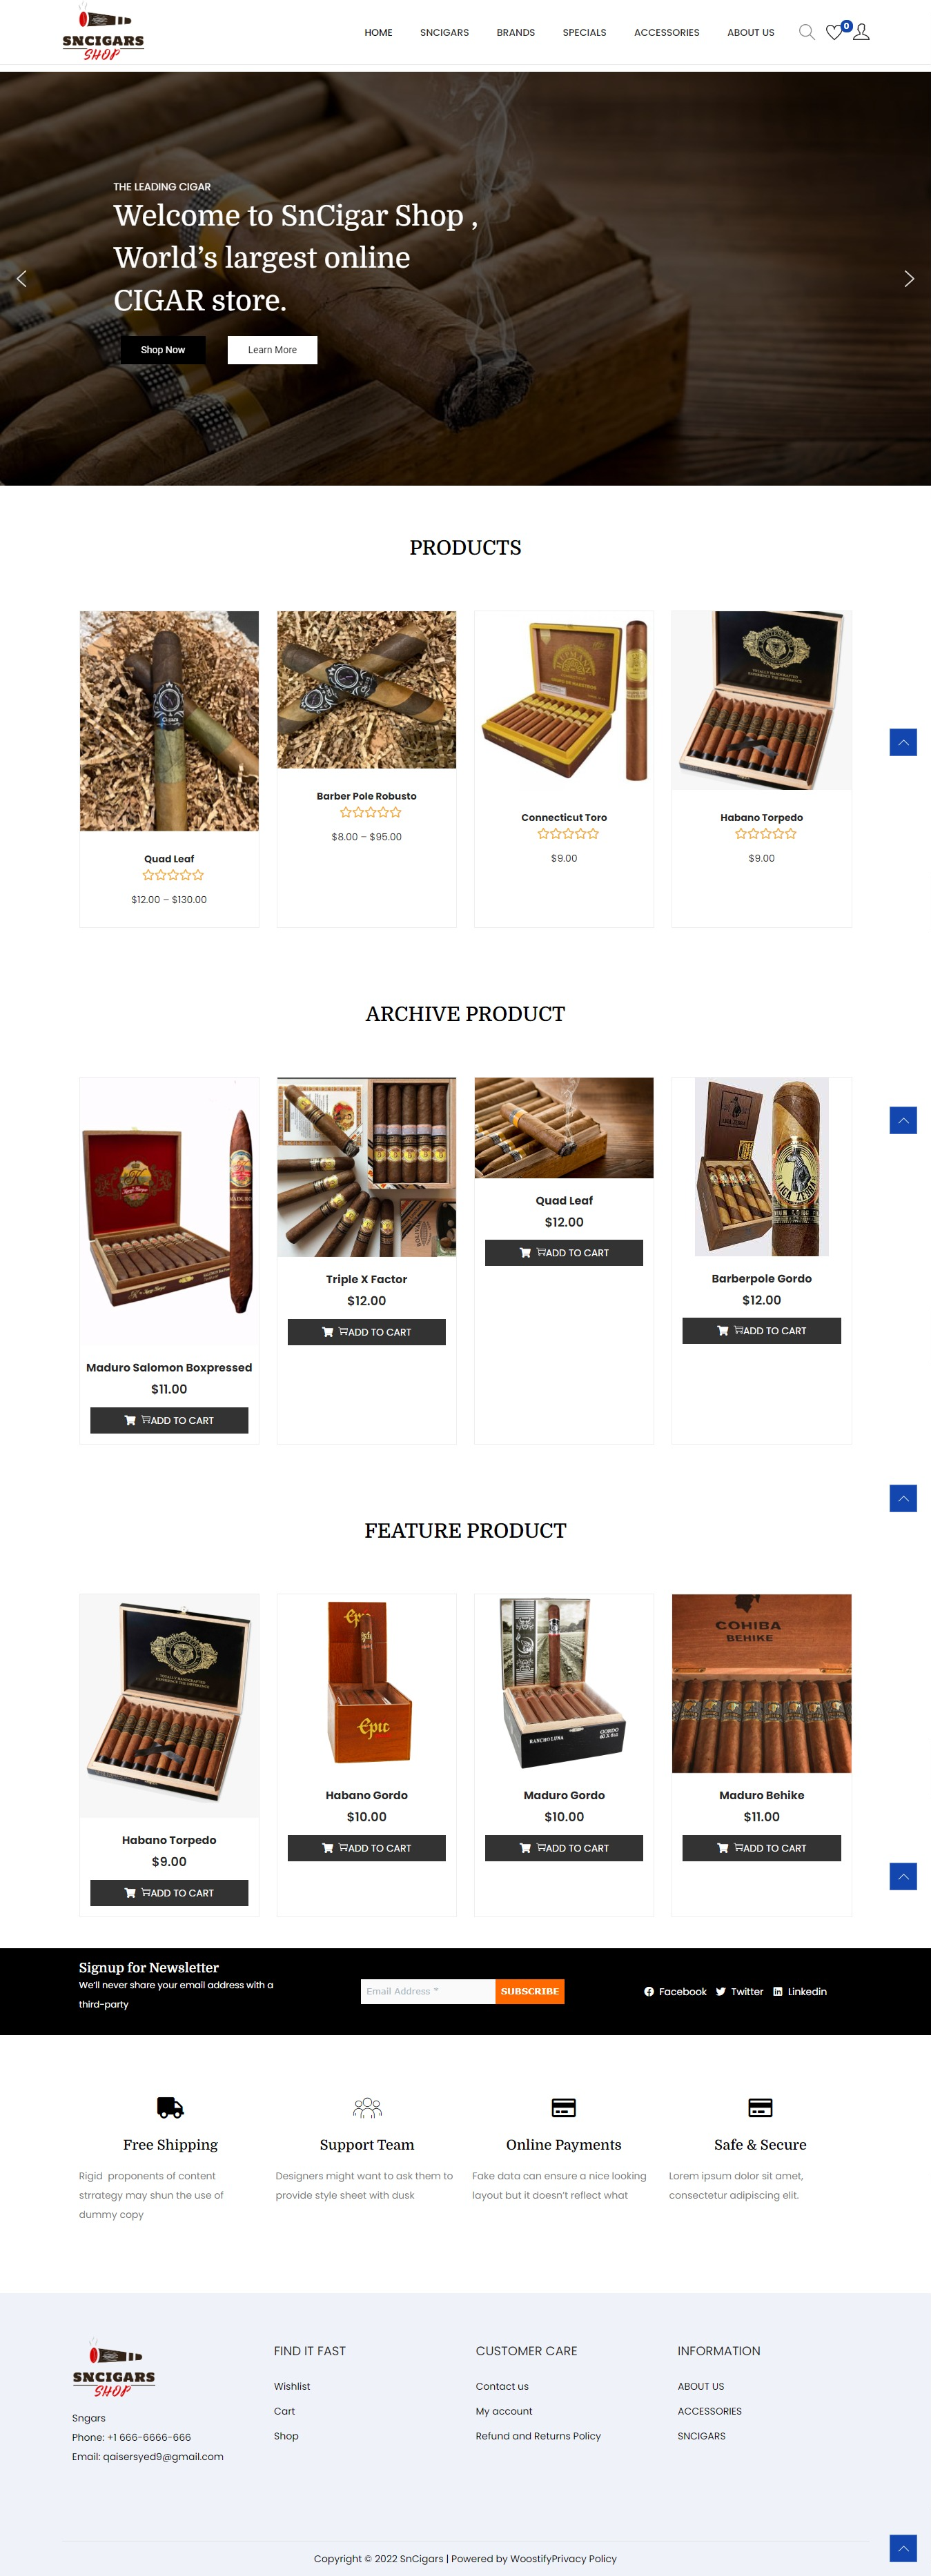 SNCIGARS
SHOP
HOME
SNCIGARS
BRANDS
SPECIALS
ACCESSORIES
ABOUT US
0
THE LEADING CIGAR
Welcome to SnCigar Shop ,
World's largest online
CIGAR store.
Shop Now
Learn More
PRODUCTS
Quad Leaf
$12.00 – $130.00
Barber Pole Robusto
$8.00 – $95.00
Connecticut Toro
$9.00
Habano Torpedo
$9.00
ARCHIVE PRODUCT
Maduro Salomon Boxpressed
$11.00
ADD TO CART
Triple X Factor
$12.00
ADD TO CART
Quad Leaf
$12.00
ADD TO CART
Barberpole Gordo
$12.00
ADD TO CART
FEATURE PRODUCT
Habano Torpedo
$9.00
ADD TO CART
Epic
Habano Gordo
$10.00
ADD TO CART
RANCHO LUNA
GORDO
Maduro Gordo
$10.00
ADD TO CART
COHIBA
BEHIKE
Maduro Behike
$11.00
ADD TO CART
Signup for Newsletter
We'll never share your email address with a
third-party
Email Address *
SUBSCRIBE
Facebook
Twitter
Linkedin
Free Shipping
Rigid proponents of content
strrategy may shun the use of
dummy copy
Support Team
Designers might want to ask them to
provide style sheet with dusk
Online Payments
Fake data can ensure a nice looking
layout but it doesn't reflect what
Safe & Secure
Lorem ipsum dolor sit amet,
consectetur adipiscing elit.
SNCIGARS
SHOP
Sngars
Phone: +1 666-6666-666
Email: qaisersyed9@gmail.com
FIND IT FAST
Wishlist
Cart
Shop
CUSTOMER CARE
Contact us
My account
Refund and Returns Policy
INFORMATION
ABOUT US
ACCESSORIES
SNCIGARS
Copyright © 2022 SnCigars | Powered by WoostifyPrivacy Policy